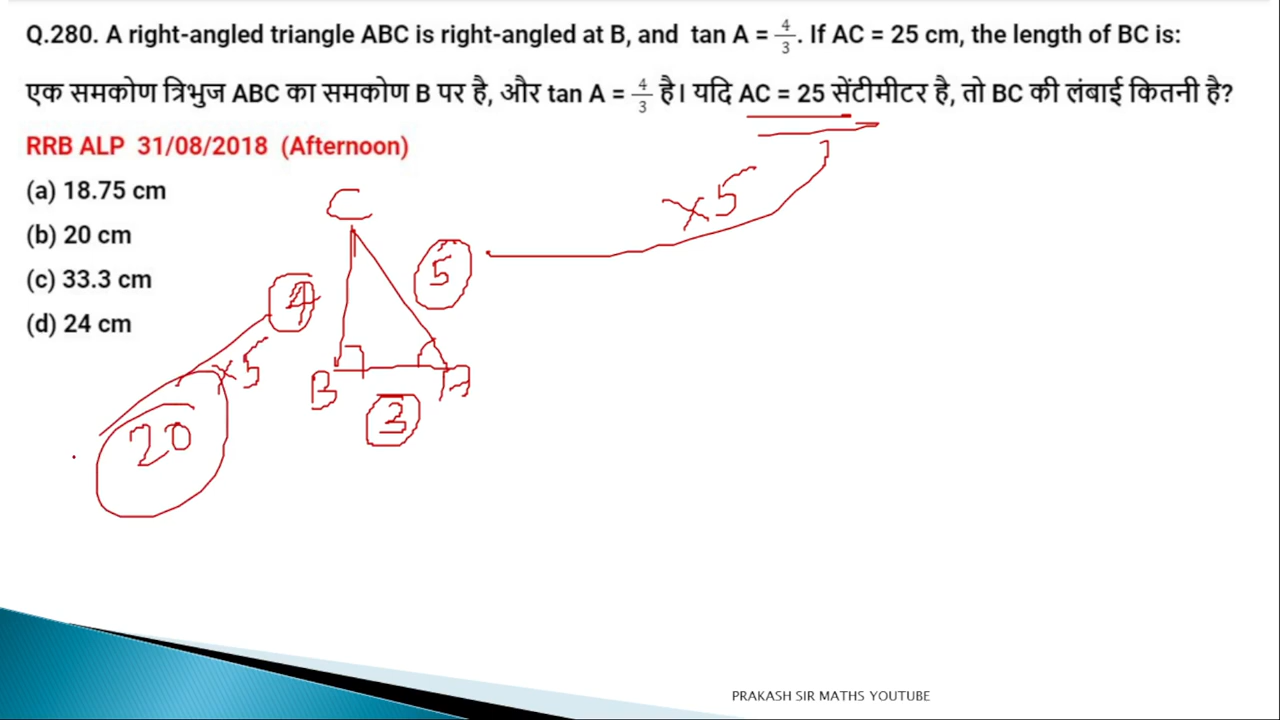 Q.280. A right-angled triangle ABC is right-angled at B, and tan A = 4/3. If AC = 25 cm, the length of BC is:
एक समकोण त्रिभुज ABC का समकोण B पर है, और tan A = 4/3 है। यदि AC = 25 सेंटीमीटर है, तो BC की लंबाई कितनी है?
RRB ALP 31/08/2018 (Afternoon)
(a) 18.75 cm
(b) 20 cm
(c) 33.3 cm
(d) 24 cm
C
×5
5
4
×5
B
A
3
20
PRAKASH SIR MATHS YOUTUBE